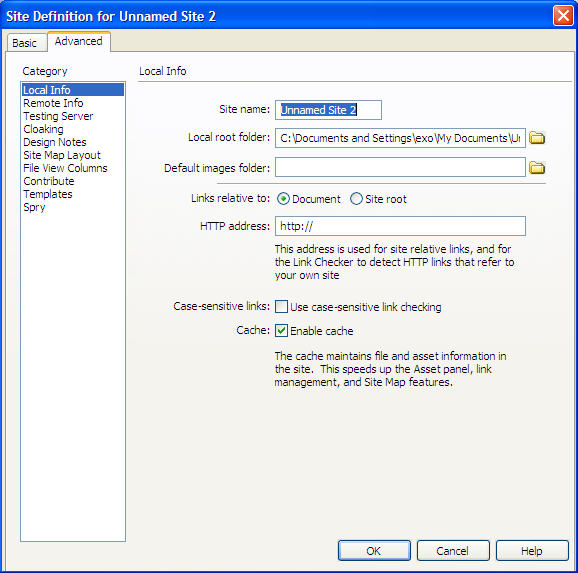 Site Definition for Unnamed Site 2
Basic
Advanced
Category
Local Info
Remote Info
Testing Server
Cloaking
Design Notes
Site Map Layout
File View Columns
Contribute
Templates
Spry
Local Info
Site name: Unnamed Site 2
Local root folder: C:\Documents and Settings\exo\My Documents\Ur
Default images folder:
Links relative to: Document Site root
HTTP address: http://
This address is used for site relative links, and for
the Link Checker to detect HTTP links that refer to
your own site
Case-sensitive links: Use case-sensitive link checking
Cache: Enable cache
The cache maintains file and asset information in
the site. This speeds up the Asset panel, link
management, and Site Map features.
OK
Cancel
Help